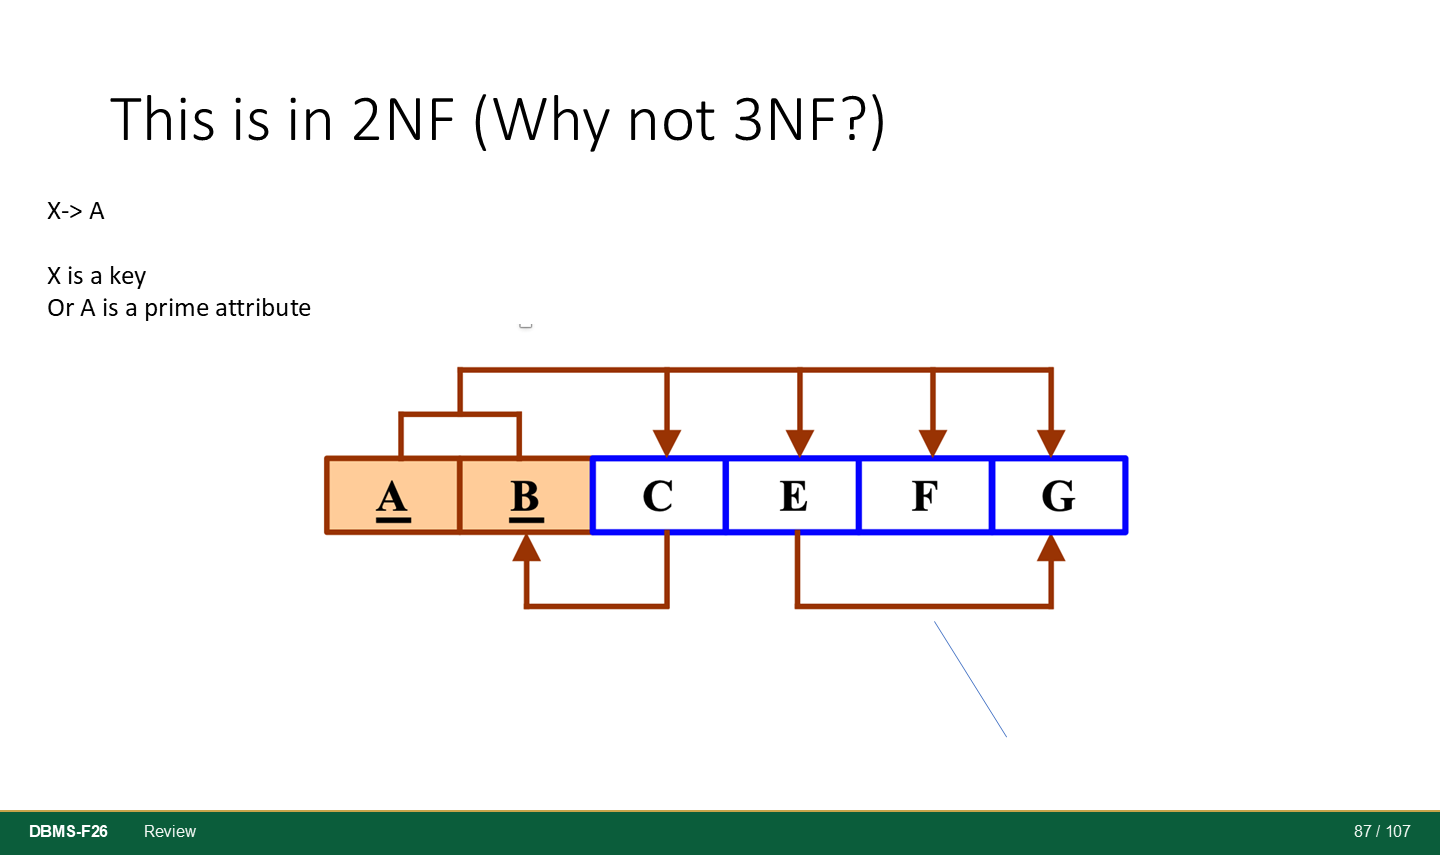 This is in 2NF (Why not 3NF?)
X-> A
X is a key
Or A is a prime attribute
A B C E F G
DBMS-F26 Review 87 / 107